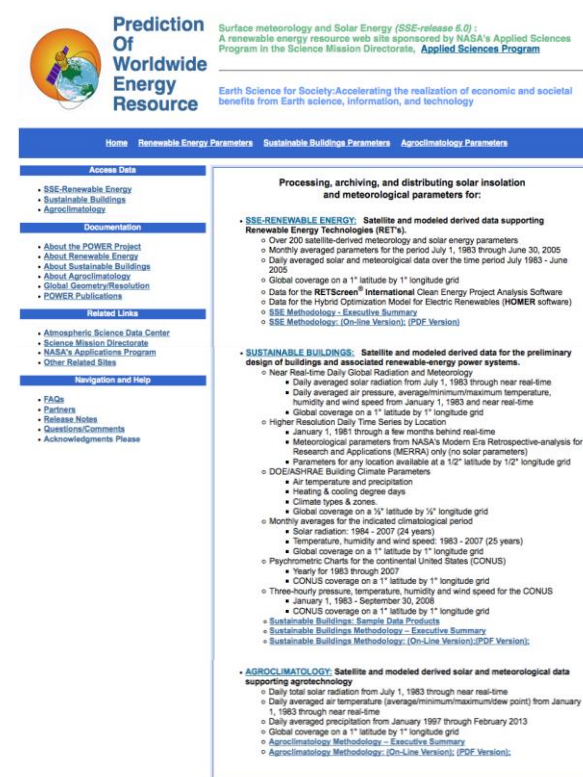 Prediction
Of
Worldwide
Energy
Resource
Surface meteorology and Solar Energy (SSE-release 6.0) :
A renewable energy resource web site sponsored by NASA's Applied Sciences
Program in the Science Mission Directorate, Applied Sciences Program
Earth Science for Society:Accelerating the realization of economic and societal
benefits from Earth science, information, and technology
Home Renewable Energy Parameters Sustainable Buildings Parameters Agroclimatology Parameters
Access Data
• SSE-Renewable Energy
• Sustainable Buildings
• Agroclimatology
Documentation
• About the POWER Project
• About Renewable Energy
• About Sustainable Buildings
• About Agroclimatology
• Global Geometry/Resolution
• POWER Publications
Related Links
• Atmospheric Science Data Center
• Science Mission Directorate
• NASA's Applications Program
• Other Related Sites
Navigation and Help
• FAQs
• Partners
• Release Notes
• Questions/Comments
• Acknowledgments Please
Processing, archiving, and distributing solar insolation
and meteorological parameters for:
• SSE-RENEWABLE ENERGY: Satellite and modeled derived data supporting
Renewable Energy Technologies (RET's).
○ Over 200 satellite-derived meteorology and solar energy parameters
○ Monthly averaged parameters for the period July 1, 1983 through June 30, 2005
○ Daily averaged solar and meteorolgical data over the time period July 1983 - June
2005
○ Global coverage on a 1° latitude by 1° longitude grid
○ Data for the RETScreen® International Clean Energy Project Analysis Software
○ Data for the Hybrid Optimization Model for Electric Renewables (HOMER software)
○ SSE Methodology - Executive Summary
○ SSE Methodology: (On-line Version); (PDF Version)
• SUSTAINABLE BUILDINGS: Satellite and modeled derived data for the preliminary
design of buildings and associated renewable-energy power systems.
○ Near Real-time Daily Global Radiation and Meteorology
▪ Daily averaged solar radiation from July 1, 1983 through near real-time
▪ Daily averaged air pressure, average/minimum/maximum temperature,
humidity and wind speed from January 1, 1983 and near real-time
▪ Global coverage on a 1° latitude by 1° longitude grid
○ Higher Resolution Daily Time Series by Location
▪ January 1, 1981 through a few months behind real-time
▪ Meteorological parameters from NASA's Modern Era Retrospective-analysis for
Research and Applications (MERRA) only (no solar parameters)
▪ Parameters for any location available at a 1/2° latitude by 1/2° longitude grid
○ DOE/ASHRAE Building Climate Parameters
▪ Air temperature and precipitation
▪ Heating & cooling degree days
▪ Climate types & zones.
▪ Global coverage on a ½° latitude by ½° longitude grid
○ Monthly averages for the indicated climatological period
▪ Solar radiation: 1984 - 2007 (24 years)
▪ Temperature, humidity and wind speed: 1983 - 2007 (25 years)
▪ Global coverage on a 1° latitude by 1° longitude grid
○ Psychrometric Charts for the continental United States (CONUS)
▪ Yearly for 1983 through 2007
▪ CONUS coverage on a 1° latitude by 1° longitude grid
○ Three-hourly pressure, temperature, humidity and wind speed for the CONUS
▪ January 1, 1983 - September 30, 2008
▪ CONUS coverage on a 1° latitude by 1° longitude grid
○ Sustainable Buildings: Sample Data Products
○ Sustainable Buildings Methodology – Executive Summary
○ Sustainable Buildings Methodology: (On-Line Version);(PDF Version);
• AGROCLIMATOLOGY: Satellite and modeled derived solar and meteorological data
supporting agrotechnology
○ Daily total solar radiation from July 1, 1983 through near real-time
○ Daily averaged air temperature (average/minimum/maximum/dew point) from January
1, 1983 through near real-time
○ Daily averaged precipitation from January 1997 through February 2013
○ Global coverage on a 1° latitude by 1° longitude grid
○ Agroclimatology Methodology – Executive Summary
○ Agroclimatology Methodology: (On-Line Version); (PDF Version);